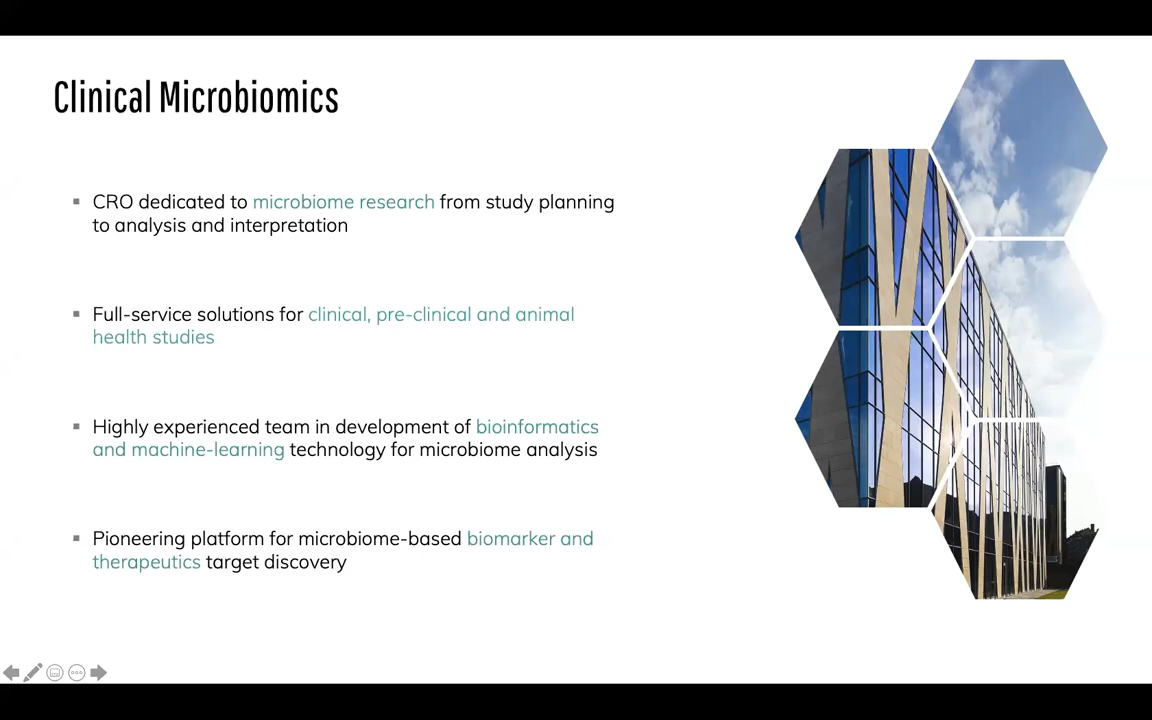 Clinical Microbiomics
▪ CRO dedicated to microbiome research from study planning
to analysis and interpretation
▪ Full-service solutions for clinical, pre-clinical and animal
health studies
▪ Highly experienced team in development of bioinformatics
and machine-learning technology for microbiome analysis
▪ Pioneering platform for microbiome-based biomarker and
therapeutics target discovery